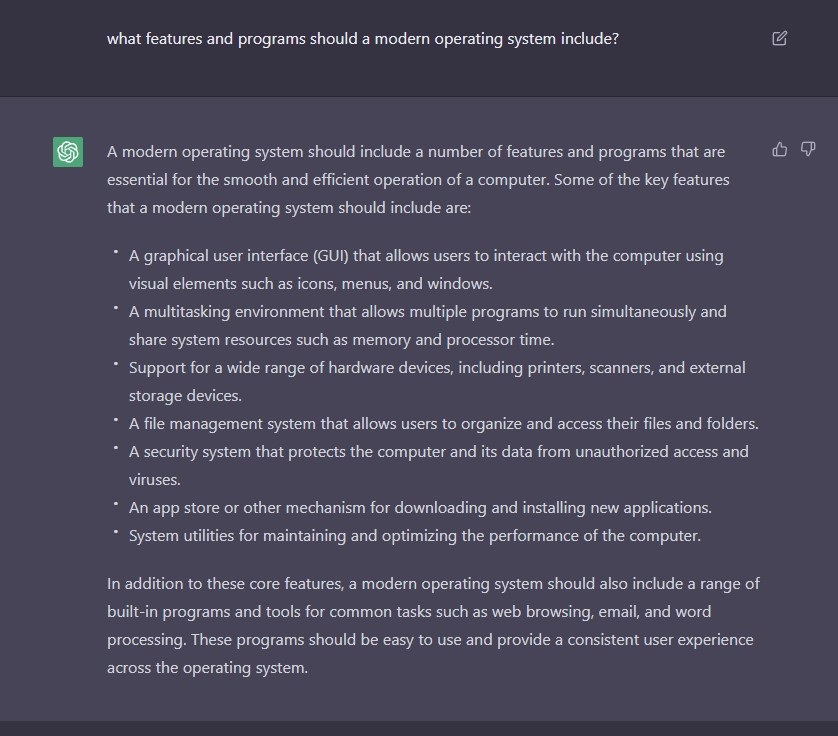 what features and programs should a modern operating system include?
A modern operating system should include a number of features and programs that are
essential for the smooth and efficient operation of a computer. Some of the key features
that a modern operating system should include are:
• A graphical user interface (GUI) that allows users to interact with the computer using
visual elements such as icons, menus, and windows.
• A multitasking environment that allows multiple programs to run simultaneously and
share system resources such as memory and processor time.
• Support for a wide range of hardware devices, including printers, scanners, and external
storage devices.
• A file management system that allows users to organize and access their files and folders.
• A security system that protects the computer and its data from unauthorized access and
viruses.
• An app store or other mechanism for downloading and installing new applications.
• System utilities for maintaining and optimizing the performance of the computer.
In addition to these core features, a modern operating system should also include a range of
built-in programs and tools for common tasks such as web browsing, email, and word
processing. These programs should be easy to use and provide a consistent user experience
across the operating system.